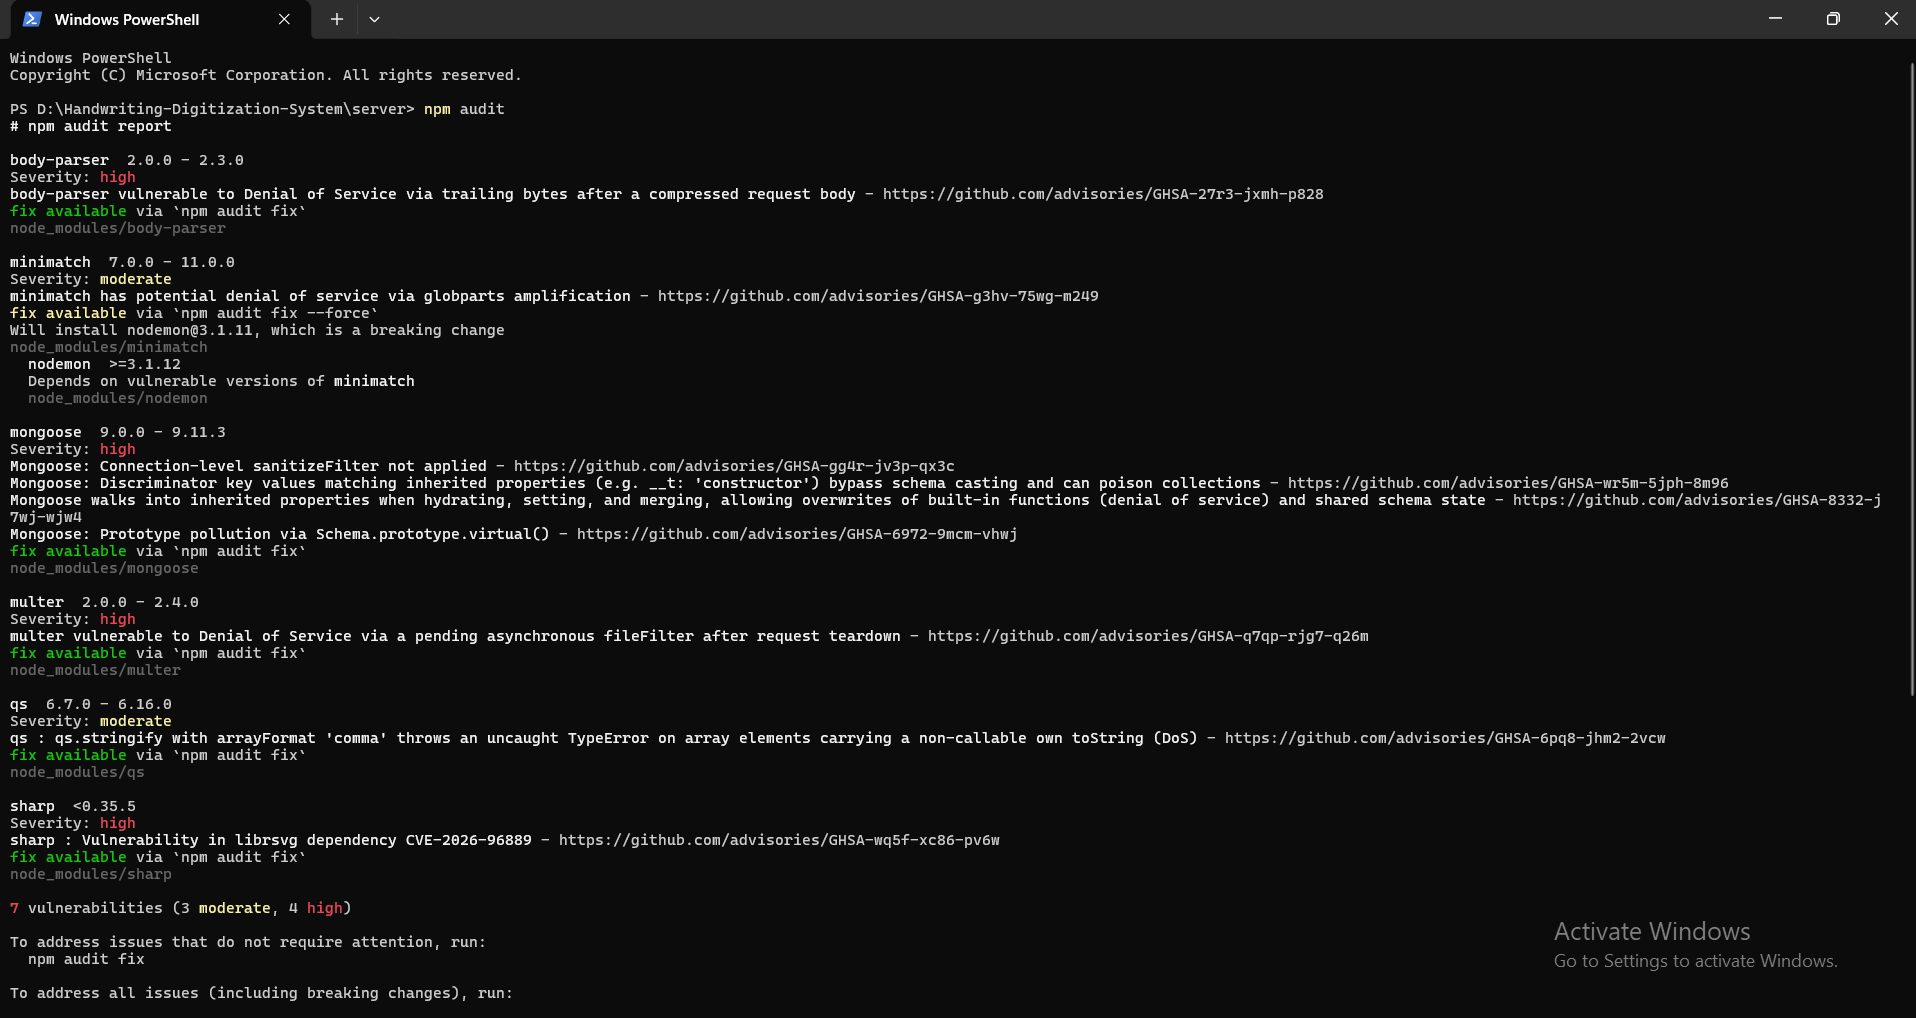 Windows PowerShell
Windows PowerShell
Copyright (C) Microsoft Corporation. All rights reserved.
PS D:\Handwriting-Digitization-System\server> npm audit
# npm audit report
body-parser  2.0.0 - 2.3.0
Severity: high
body-parser vulnerable to Denial of Service via trailing bytes after a compressed request body - https://github.com/advisories/GHSA-27r3-jxmh-p828
fix available via `npm audit fix`
node_modules/body-parser
minimatch  7.0.0 - 11.0.0
Severity: moderate
minimatch has potential denial of service via globparts amplification - https://github.com/advisories/GHSA-g3hv-75wg-m249
fix available via `npm audit fix --force`
Will install nodemon@3.1.11, which is a breaking change
node_modules/minimatch
  nodemon  >=3.1.12
  Depends on vulnerable versions of minimatch
  node_modules/nodemon
mongoose  9.0.0 - 9.11.3
Severity: high
Mongoose: Connection-level sanitizeFilter not applied - https://github.com/advisories/GHSA-gg4r-jv3p-qx3c
Mongoose: Discriminator key values matching inherited properties (e.g. __t: 'constructor') bypass schema casting and can poison collections - https://github.com/advisories/GHSA-wr5m-5jph-8m96
Mongoose walks into inherited properties when hydrating, setting, and merging, allowing overwrites of built-in functions (denial of service) and shared schema state - https://github.com/advisories/GHSA-8332-j
7wj-wjw4
Mongoose: Prototype pollution via Schema.prototype.virtual() - https://github.com/advisories/GHSA-6972-9mcm-vhwj
fix available via `npm audit fix`
node_modules/mongoose
multer  2.0.0 - 2.4.0
Severity: high
multer vulnerable to Denial of Service via a pending asynchronous fileFilter after request teardown - https://github.com/advisories/GHSA-q7qp-rjg7-q26m
fix available via `npm audit fix`
node_modules/multer
qs  6.7.0 - 6.16.0
Severity: moderate
qs : qs.stringify with arrayFormat 'comma' throws an uncaught TypeError on array elements carrying a non-callable own toString (DoS) - https://github.com/advisories/GHSA-6pq8-jhm2-2vcw
fix available via `npm audit fix`
node_modules/qs
sharp  <0.35.5
Severity: high
sharp : Vulnerability in librsvg dependency CVE-2026-96889 - https://github.com/advisories/GHSA-wq5f-xc86-pv6w
fix available via `npm audit fix`
node_modules/sharp
7 vulnerabilities (3 moderate, 4 high)
To address issues that do not require attention, run:
  npm audit fix
To address all issues (including breaking changes), run:
Activate Windows
Go to Settings to activate Windows.